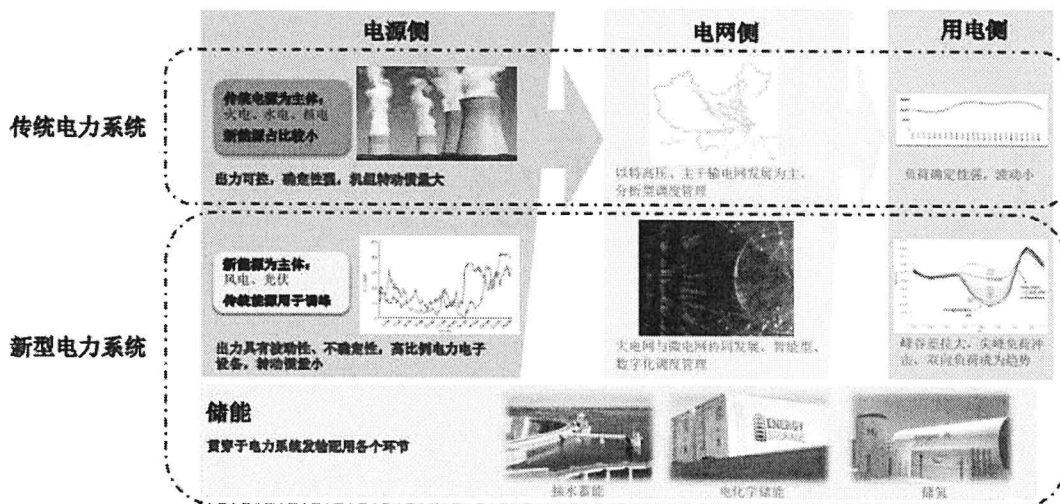 电源侧
电网侧
用电侧
传统电力系统
传统电源为主体：
火电、水电、核电
新能源占比较小
出力可控，确定性强，机组转动惯量大
以特高压、主干输电网发展为主、
分析型调度管理
负荷确定性强，波动小
新型电力系统
新能源为主体：
风电、光伏
传统能源用于调峰
出力具有波动性、不确定性，高比例电力电子
设备，转动惯量小
大电网与微电网协同发展、智能型、
数字化调度管理
峰谷差拉大、尖峰负荷冲
击、双向负荷成为趋势
储能
贯穿于电力系统发输配用各个环节
ENERGY
STORAGE
抽水蓄能
电化学储能
储氢